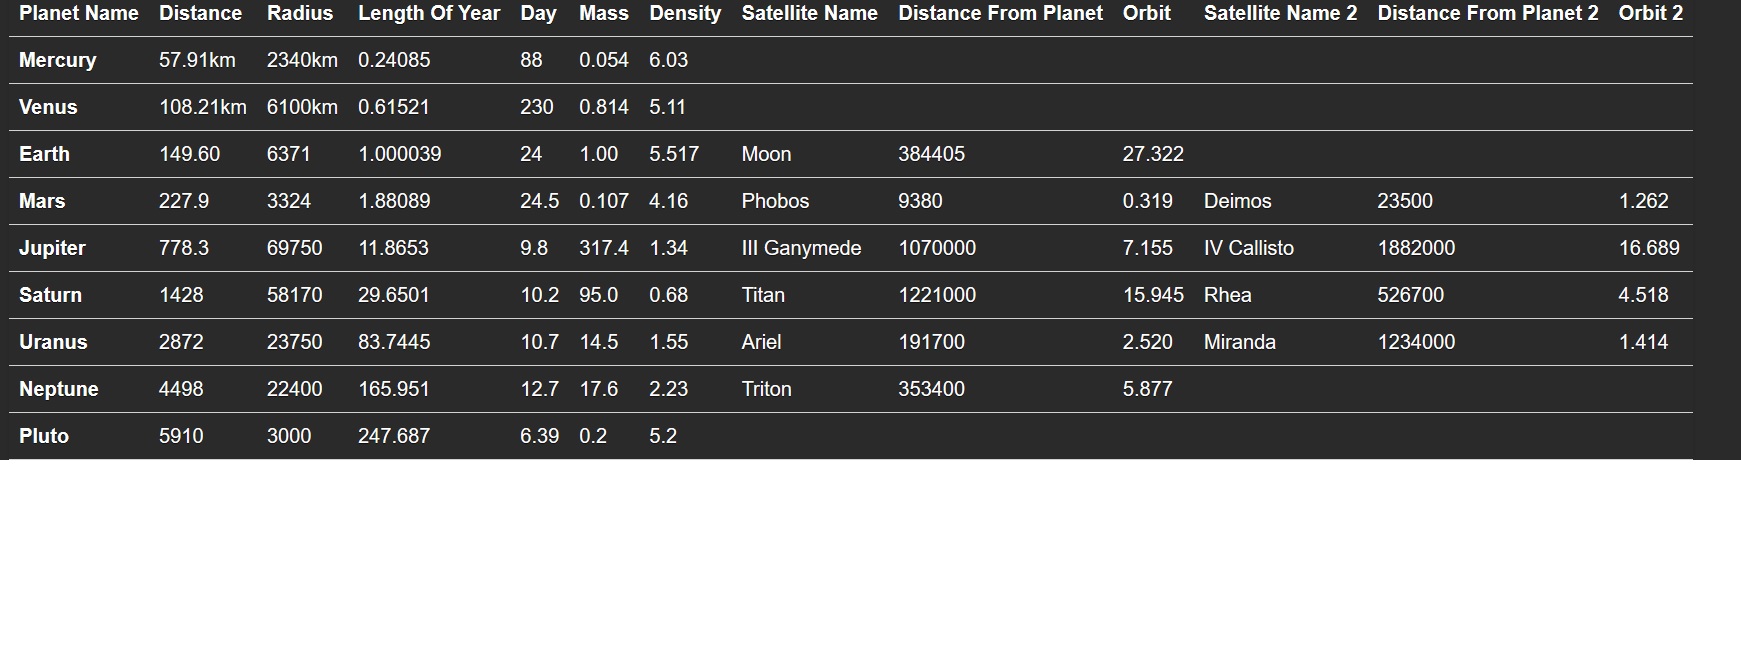 Planet Name Distance Radius Length Of Year Day Mass Density Satellite Name Distance From Planet Orbit Satellite Name 2 Distance From Planet 2 Orbit 2
Mercury 57.91km 2340km 0.24085 88 0.054 6.03
Venus 108.21km 6100km 0.61521 230 0.814 5.11
Earth 149.60 6371 1.000039 24 1.00 5.517 Moon 384405 27.322
Mars 227.9 3324 1.88089 24.5 0.107 4.16 Phobos 9380 0.319 Deimos 23500 1.262
Jupiter 778.3 69750 11.8653 9.8 317.4 1.34 III Ganymede 1070000 7.155 IV Callisto 1882000 16.689
Saturn 1428 58170 29.6501 10.2 95.0 0.68 Titan 1221000 15.945 Rhea 526700 4.518
Uranus 2872 23750 83.7445 10.7 14.5 1.55 Ariel 191700 2.520 Miranda 1234000 1.414
Neptune 4498 22400 165.951 12.7 17.6 2.23 Triton 353400 5.877
Pluto 5910 3000 247.687 6.39 0.2 5.2